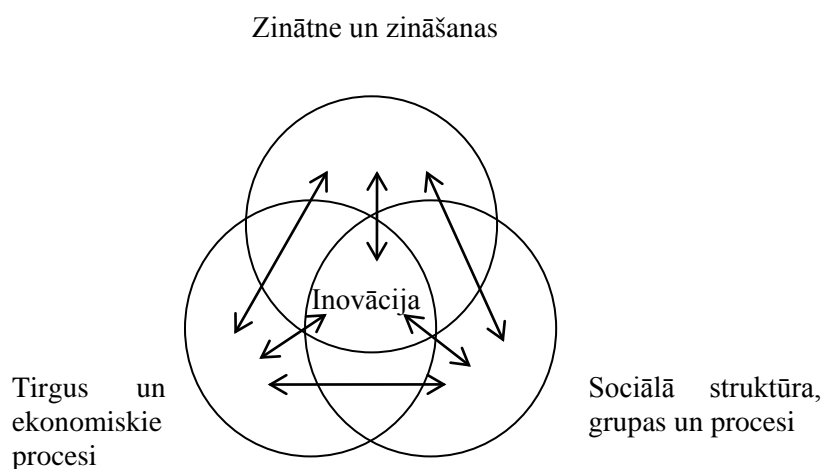 Zinātne un zināšanas
Inovācija
Tirgus un
ekonomiskie
procesi
Sociālā struktūra,
grupas un procesi